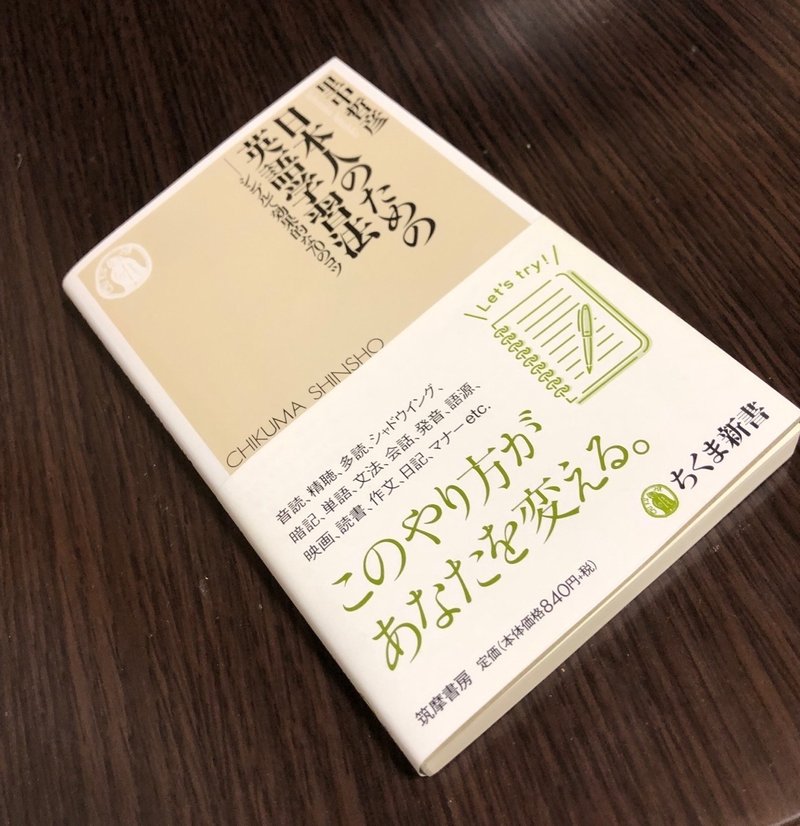 里中哲彦
日本人のための
英語学習法
シンプルで効果的な70のコツ
CHIKUMA SHINSHO
Let's try!
音読、精聴、多読、シャドウイング、
暗記、単語、文法、会話、発音、語源、
映画、読書、作文、日記、マナーetc.
このやり方が
あなたを変える。
ちくま新書
筑摩書房 定価(本体価格840円+税)